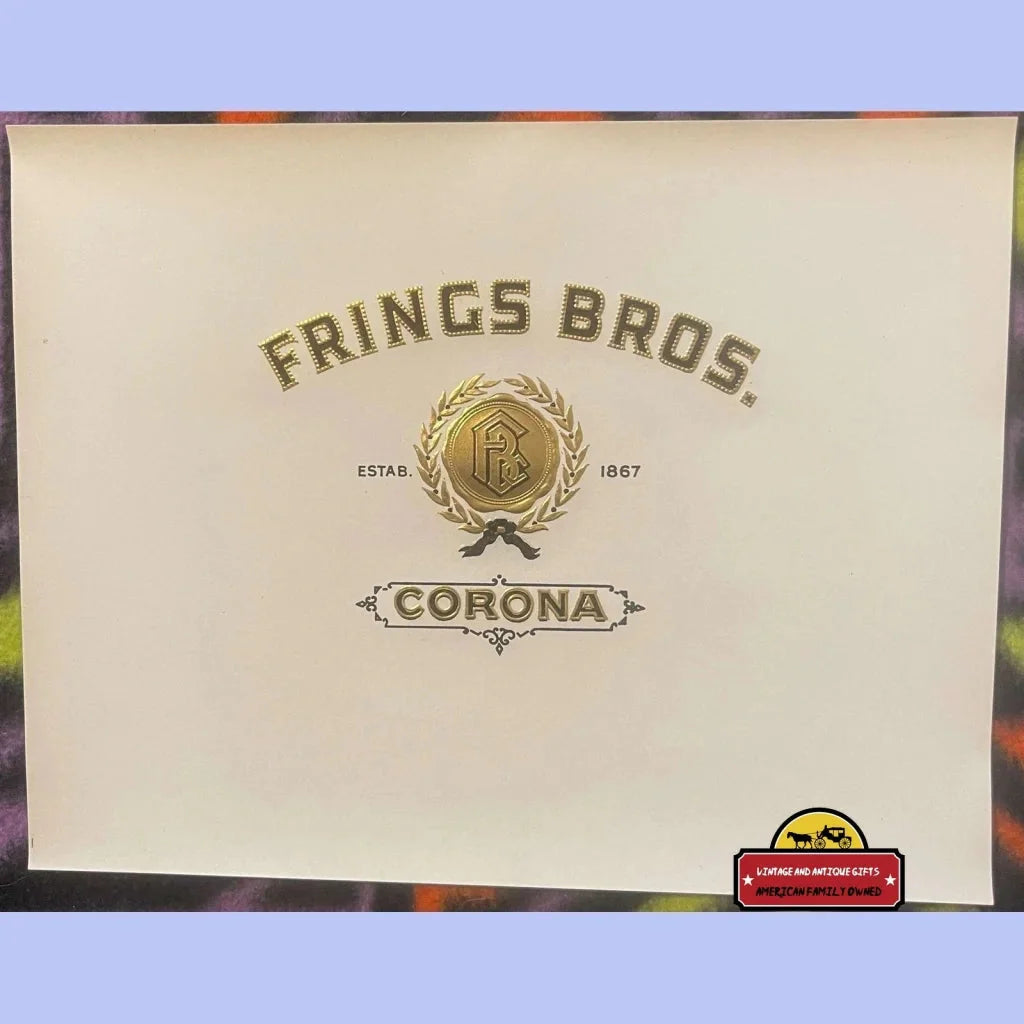 FRINGS BROS.
ESTAB. 1867
CORONA
VINTAGE AND ANTIQUE GIFTS
AMERICAN FAMILY OWNED